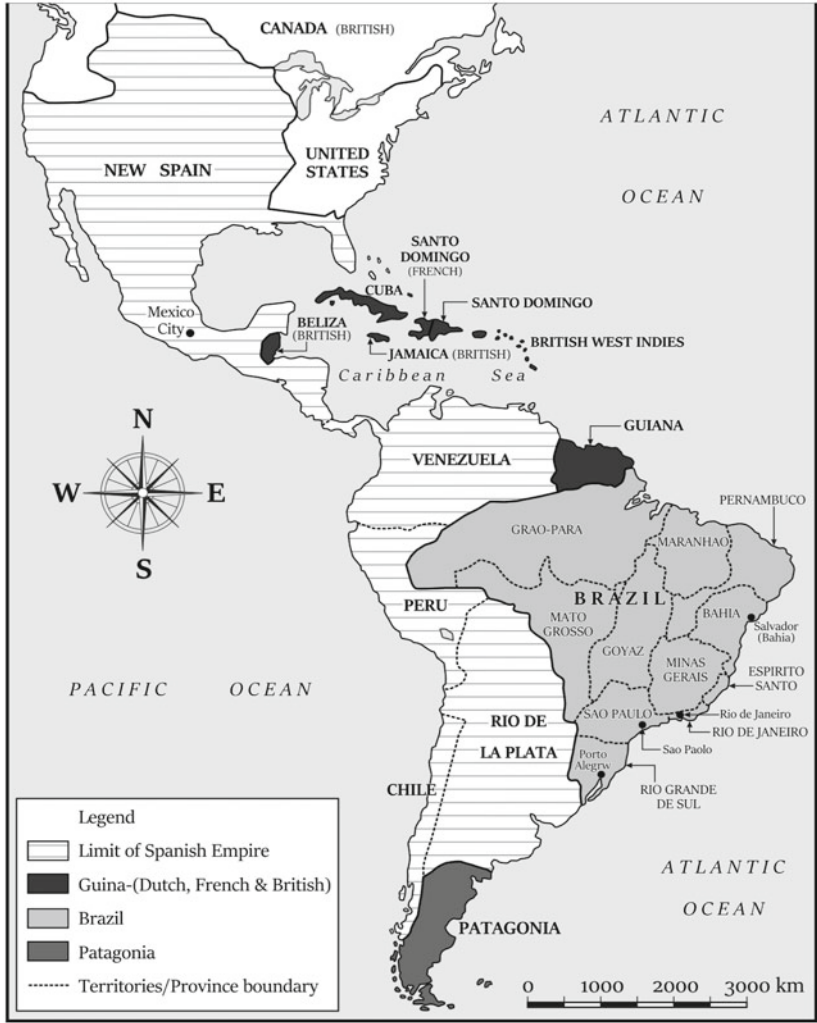 CANADA (BRITISH)
ATLANTIC
OCEAN
NEW SPAIN
UNITED
STATES
SANTO
DOMINGO
(FRENCH)
CUBA
SANTO DOMINGO
Mexico
City
BELIZA
(BRITISH)
BRITISH WEST INDIES
JAMAICA (BRITISH)
Caribbean Sea
GUIANA
N
W
E
S
VENEZUELA
PERNAMBUCO
GRAO-PARA
MARANHAO
BRAZIL
PERU
MATO
GROSSO
BAHIA
Salvador
(Bahia)
GOYAZ
MINAS
GERAIS
ESPIRITO
SANTO
PACIFIC OCEAN
RIO DE
LA PLATA
SAO PAULO
Rio de Janeiro
RIO DE JANEIRO
Sao Paolo
Porto
Alegrw
RIO GRANDE
DE SUL
CHILE
Legend
Limit of Spanish Empire
Guina-(Dutch, French & British)
Brazil
Patagonia
Territories/Province boundary
ATLANTIC
OCEAN
PATAGONIA
0 1000 2000 3000 km